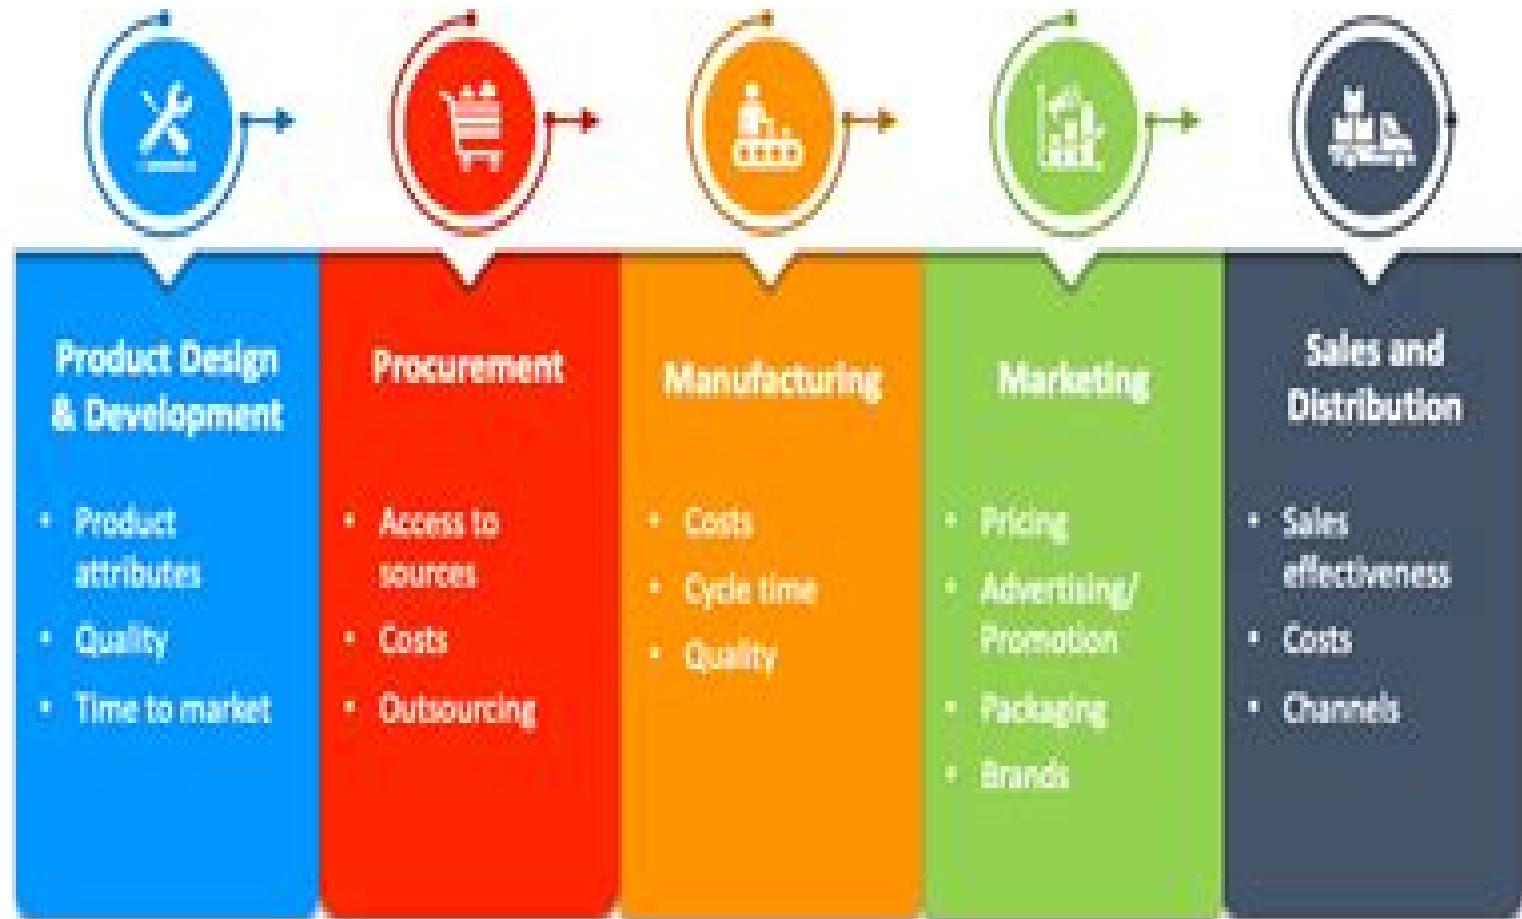 Product Design
& Development
• Product
attributes
• Quality
• Time to market
Procurement
• Access to
sources
• Costs
• Outsourcing
Manufacturing
• Costs
• Cycle time
• Quality
Marketing
• Pricing
• Advertising/
Promotion
• Packaging
• Brands
Sales and
Distribution
• Sales
effectiveness
• Costs
• Channels